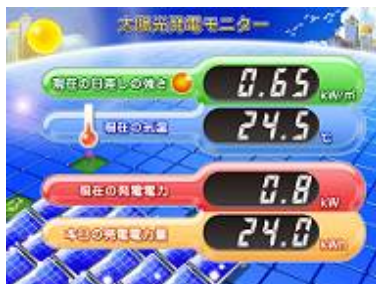 太陽光発電モニター
現在の日差しの強さ 0.65 kW/㎡
現在の気温 24.5 ℃
現在の発電電力 0.8 kW
本日の発電電力量 24.0 kWh